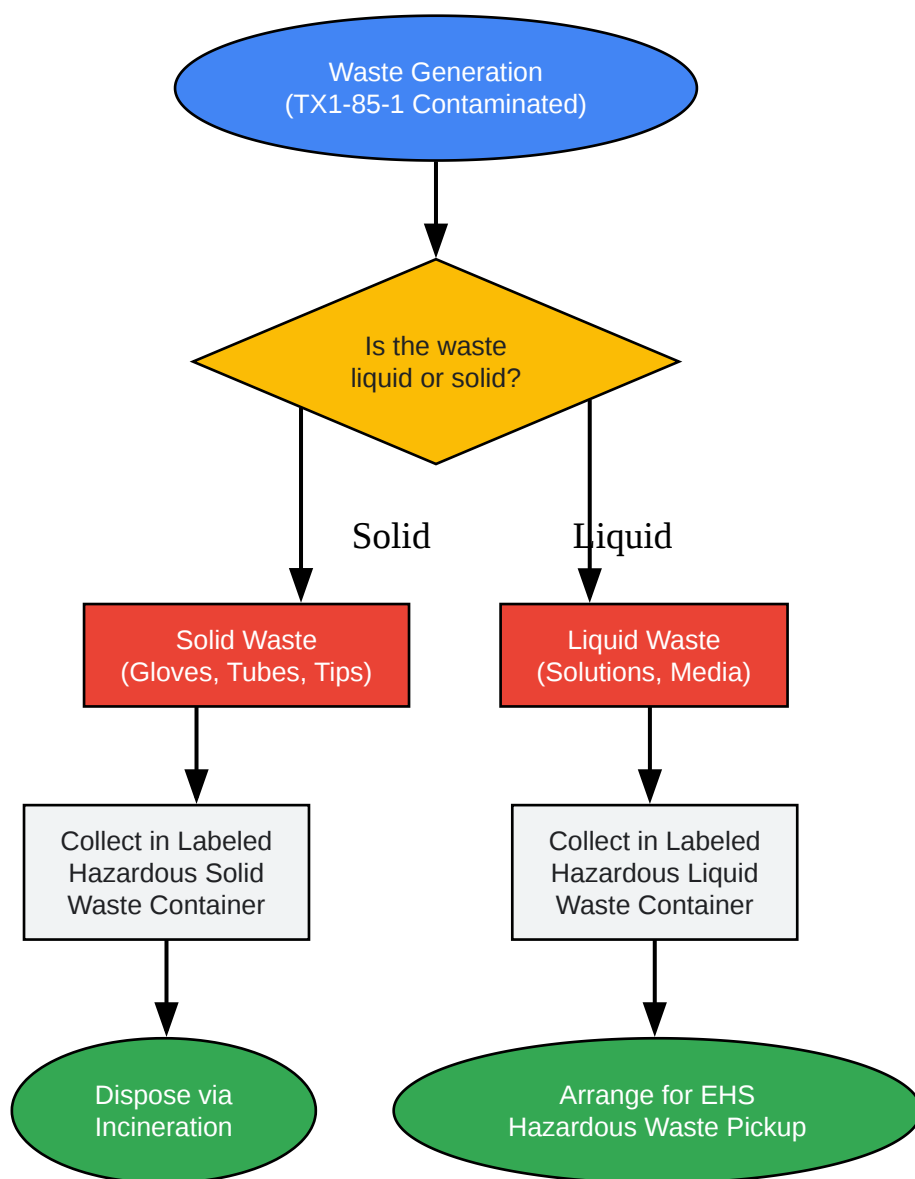 Waste Generation
(TX1-85-1 Contaminated)
Is the waste
liquid or solid?
Solid
Liquid
Solid Waste
(Gloves, Tubes, Tips)
Liquid Waste
(Solutions, Media)
Collect in Labeled
Hazardous Solid
Waste Container
Collect in Labeled
Hazardous Liquid
Waste Container
Dispose via
Incineration
Arrange for EHS
Hazardous Waste Pickup